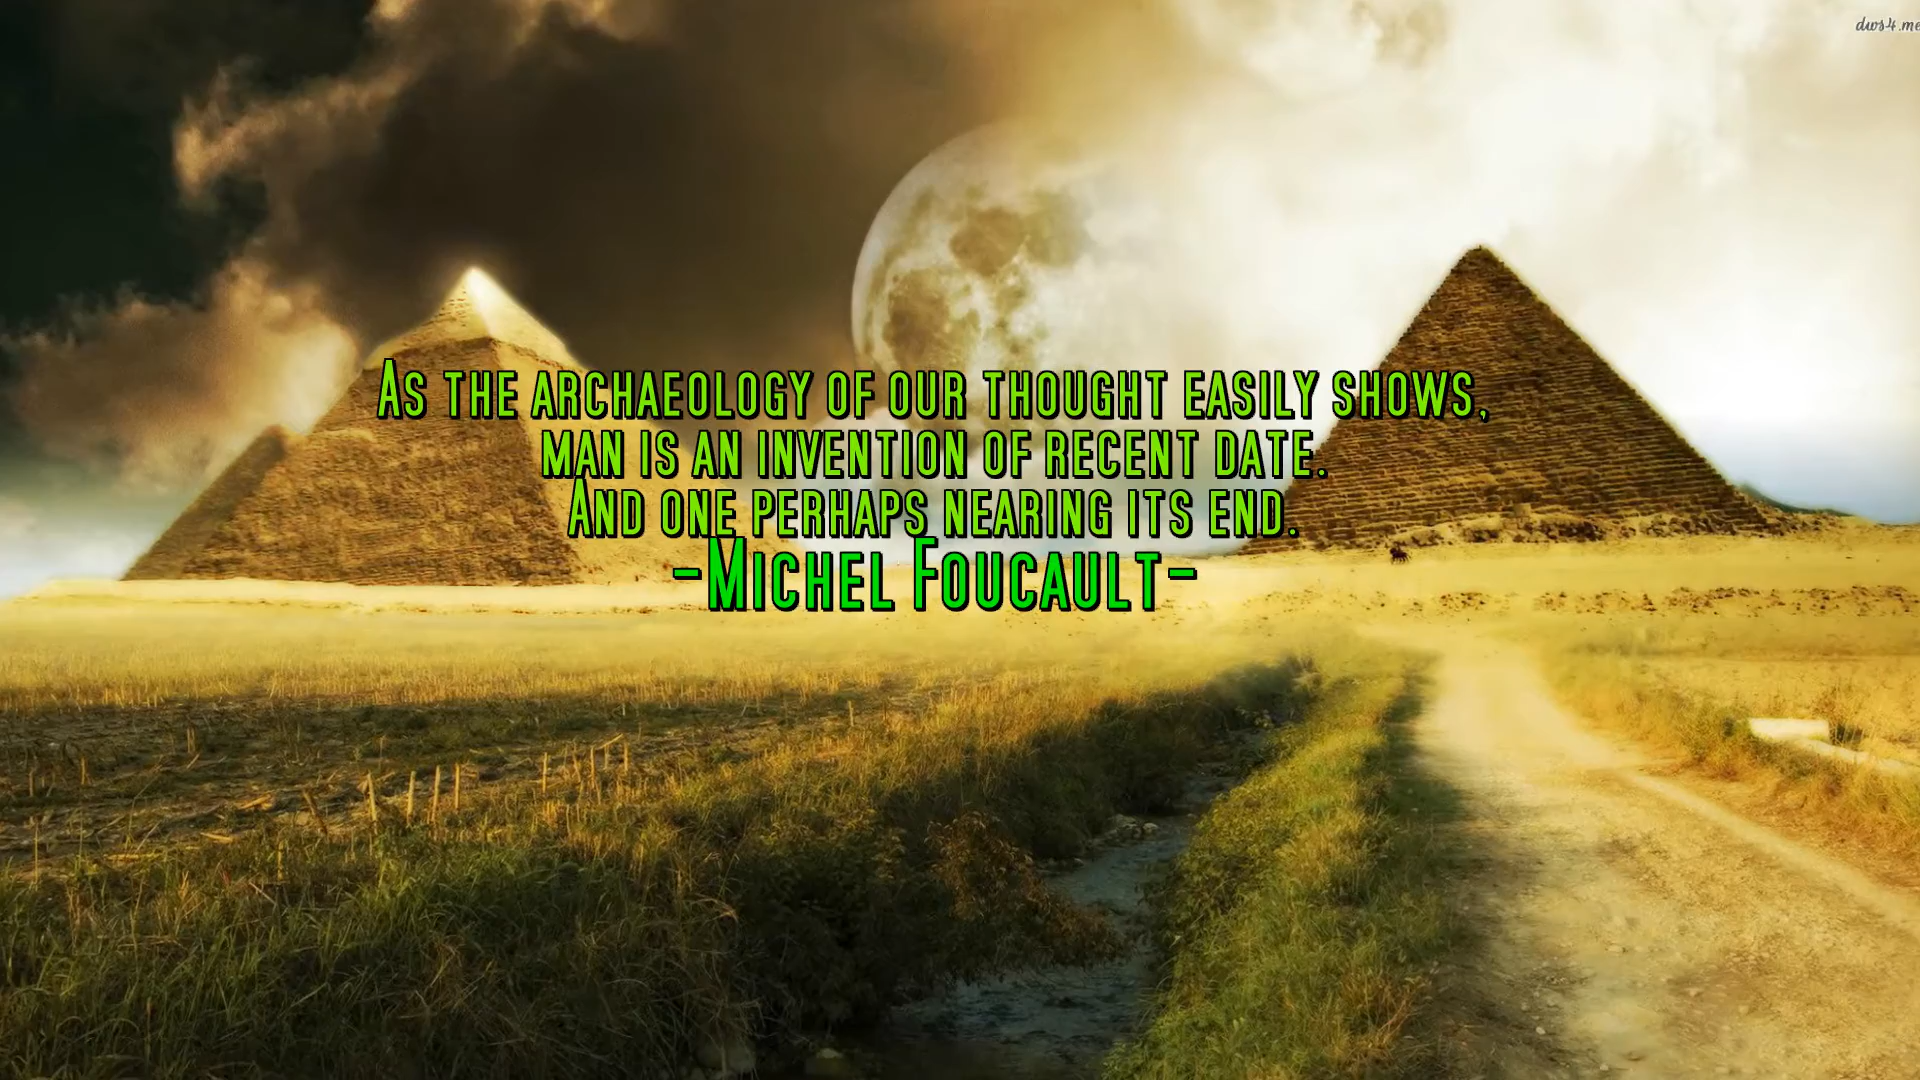 dws4.me
As the archaeology of our thought easily shows,
man is an invention of recent date.
And one perhaps nearing its end.
-Michel Foucault-